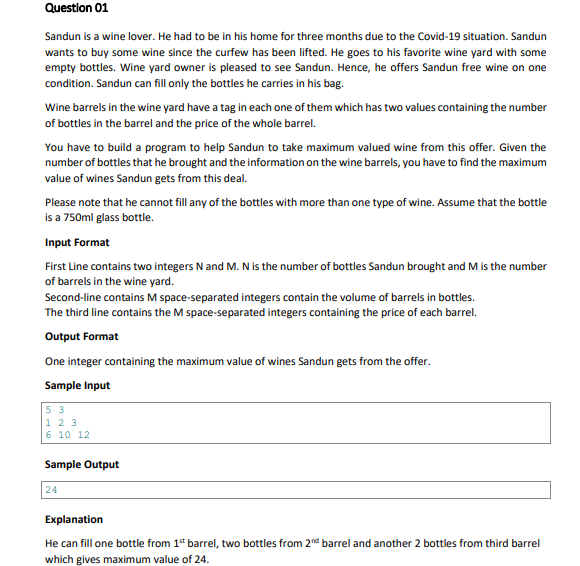 Question 01
Sandun is a wine lover. He had to be in his home for three months due to the Covid-19 situation. Sandun
wants to buy some wine since the curfew has been lifted. He goes to his favorite wine yard with some
empty bottles. Wine yard owner is pleased to see Sandun. Hence, he offers Sandun free wine on one
condition. Sandun can fill only the bottles he carries in his bag.
Wine barrels in the wine yard have a tag in each one of them which has two values containing the number
of bottles in the barrel and the price of the whole barrel.
You have to build a program to help Sandun to take maximum valued wine from this offer. Given the
number of bottles that he brought and the information on the wine barrels, you have to find the maximum
value of wines Sandun gets from this deal.
Please note that he cannot fill any of the bottles with more than one type of wine. Assume that the bottle
is a 750ml glass bottle.
Input Format
First Line contains two integers N and M. N is the number of bottles Sandun brought and M is the number
of barrels in the wine yard.
Second-line contains M space-separated integers contain the volume of barrels in bottles.
The third line contains the M space-separated integers containing the price of each barrel.
Output Format
One integer containing the maximum value of wines Sandun gets from the offer.
Sample Input
5 3
1 2 3
6 10 12
Sample Output
24
Explanation
He can fill one bottle from 1st barrel, two bottles from 2nd barrel and another 2 bottles from third barrel
which gives maximum value of 24.